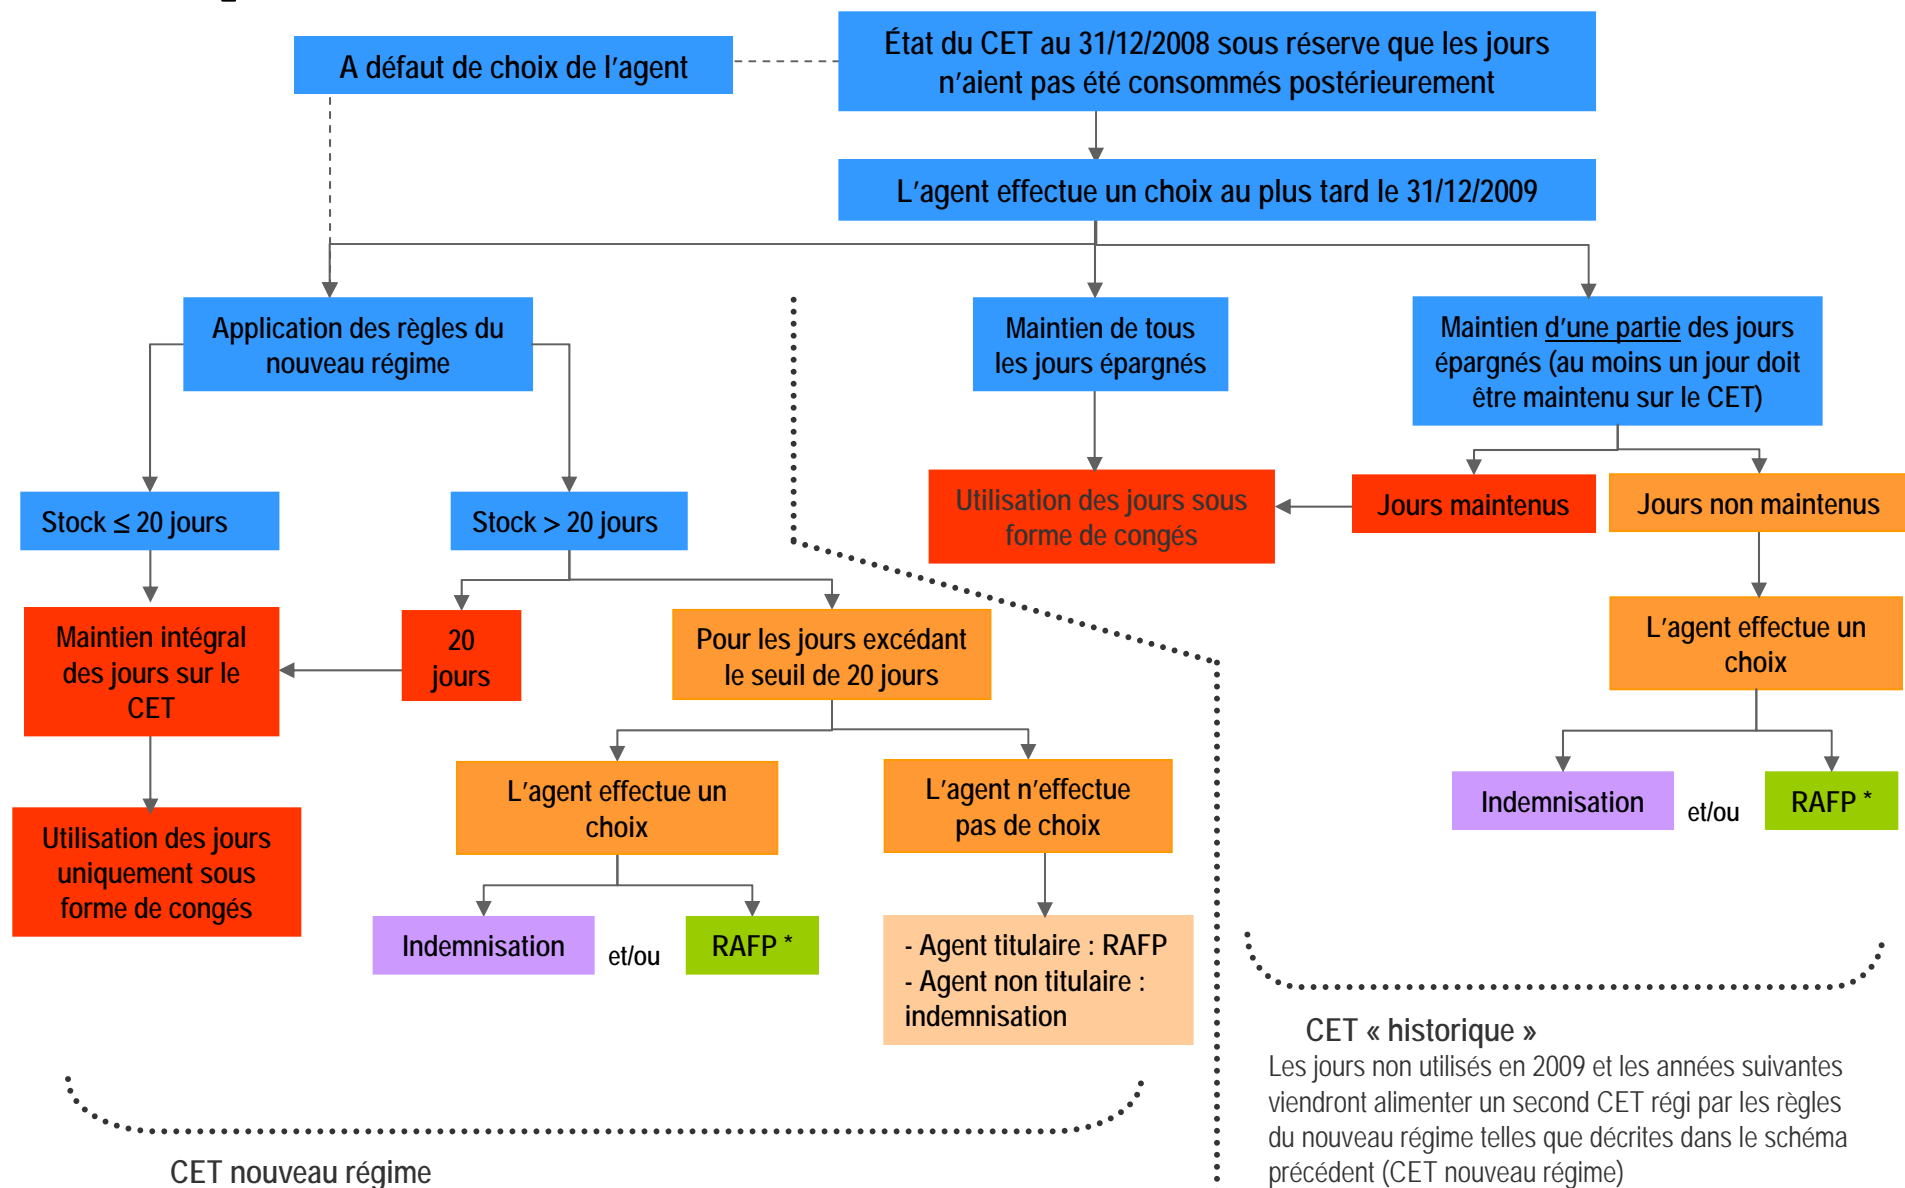 A défaut de choix de l'agent
État du CET au 31/12/2008 sous réserve que les jours
n'aient pas été consommés postérieurement
L'agent effectue un choix au plus tard le 31/12/2009
Application des règles du
nouveau régime
Maintien de tous
les jours épargnés
Maintien d'une partie des jours
épargnés (au moins un jour doit
être maintenu sur le CET)
Stock ≤ 20 jours
Stock > 20 jours
Utilisation des jours sous
forme de congés
Jours maintenus
Jours non maintenus
Maintien intégral
des jours sur le
CET
20
jours
Pour les jours excédant
le seuil de 20 jours
L'agent effectue un
choix
L'agent effectue un
choix
L'agent n'effectue
pas de choix
Indemnisation
et/ou
RAFP *
Utilisation des jours
uniquement sous
forme de congés
Indemnisation
et/ou
RAFP *
- Agent titulaire : RAFP
- Agent non titulaire :
indemnisation
CET « historique »
Les jours non utilisés en 2009 et les années suivantes
viendront alimenter un second CET régi par les règles
du nouveau régime telles que décrites dans le schéma
précédent (CET nouveau régime)
CET nouveau régime